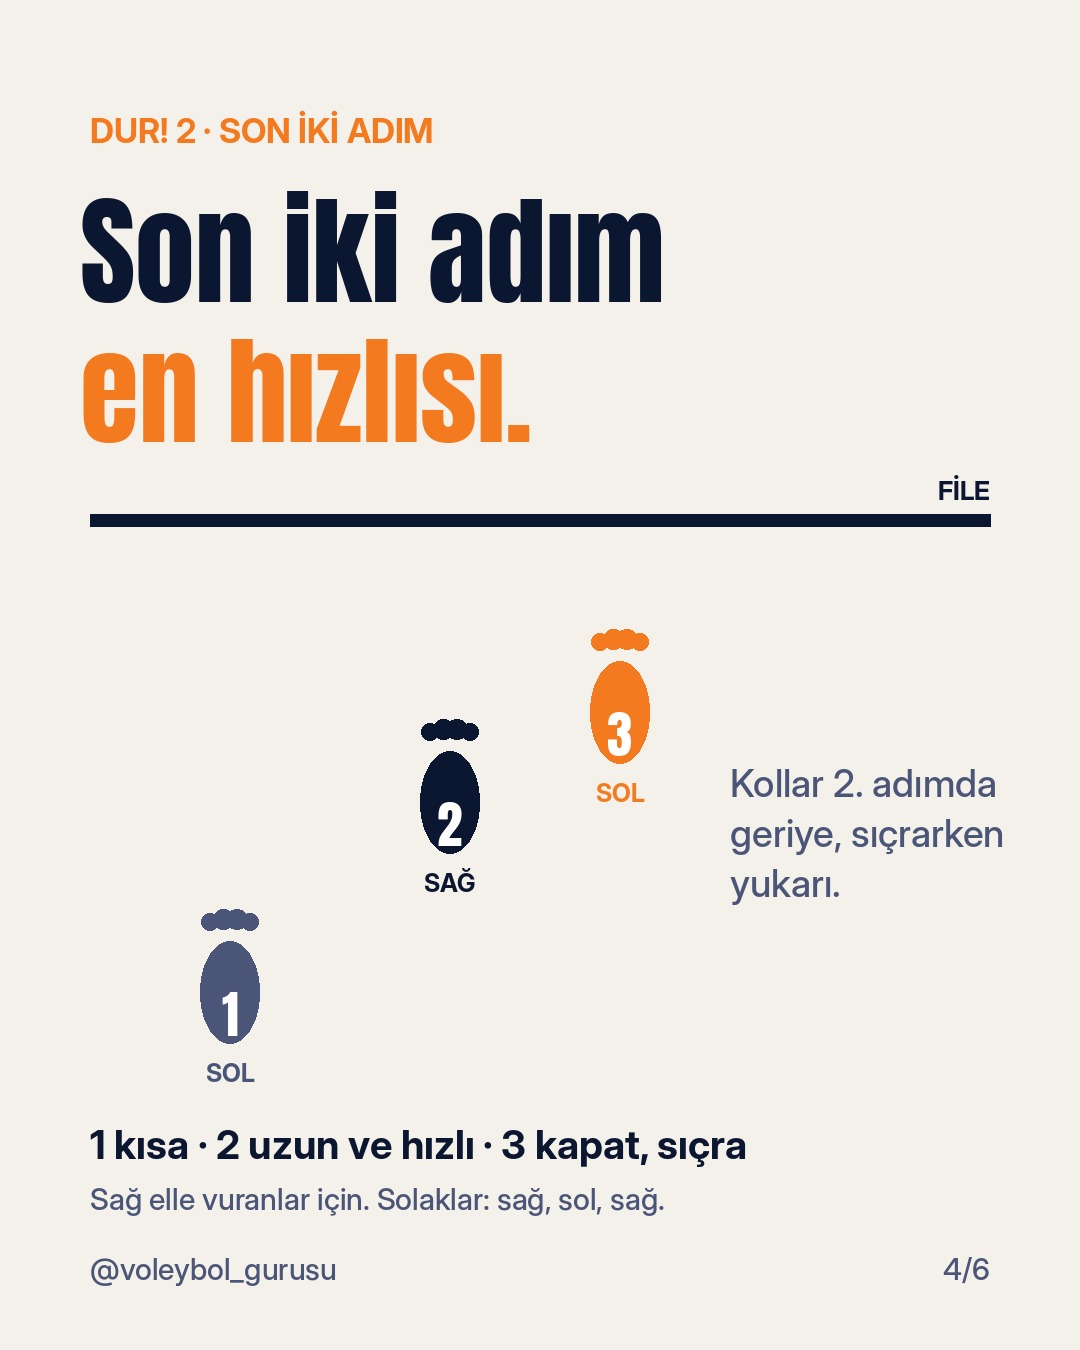 DUR! 2 · SON İKİ ADIM
Son iki adım
en hızlısı.
FİLE
3
SOL
2
SAĞ
Kollar 2. adımda
geriye, sıçrarken
yukarı.
1
SOL
1 kısa · 2 uzun ve hızlı · 3 kapat, sıçra
Sağ elle vuranlar için. Solaklar: sağ, sol, sağ.
@voleybol_gurusu
4/6